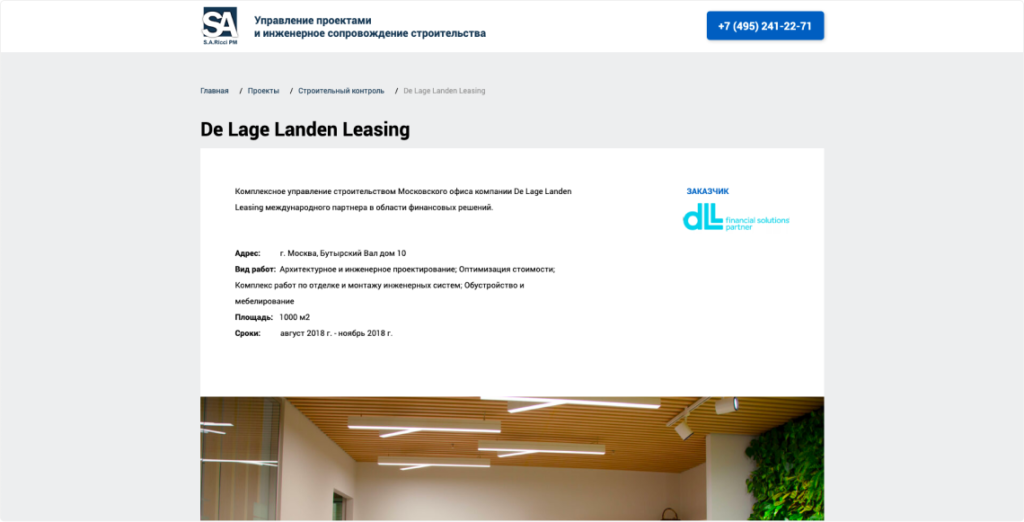 SA
S.A.Ricci PM
Управление проектами
и инженерное сопровождение строительства
+7 (495) 241-22-71
Главная / Проекты / Строительный контроль / De Lage Landen Leasing
De Lage Landen Leasing
Комплексное управление строительством Московского офиса компании De Lage Landen
Leasing международного партнера в области финансовых решений.
ЗАКАЗЧИК
dLL financial solutions
partner
Адрес: г. Москва, Бутырский Вал дом 10
Вид работ: Архитектурное и инженерное проектирование; Оптимизация стоимости;
Комплекс работ по отделке и монтажу инженерных систем; Обустройство и
мебелирование
Площадь: 1000 м2
Сроки: август 2018 г. - ноябрь 2018 г.